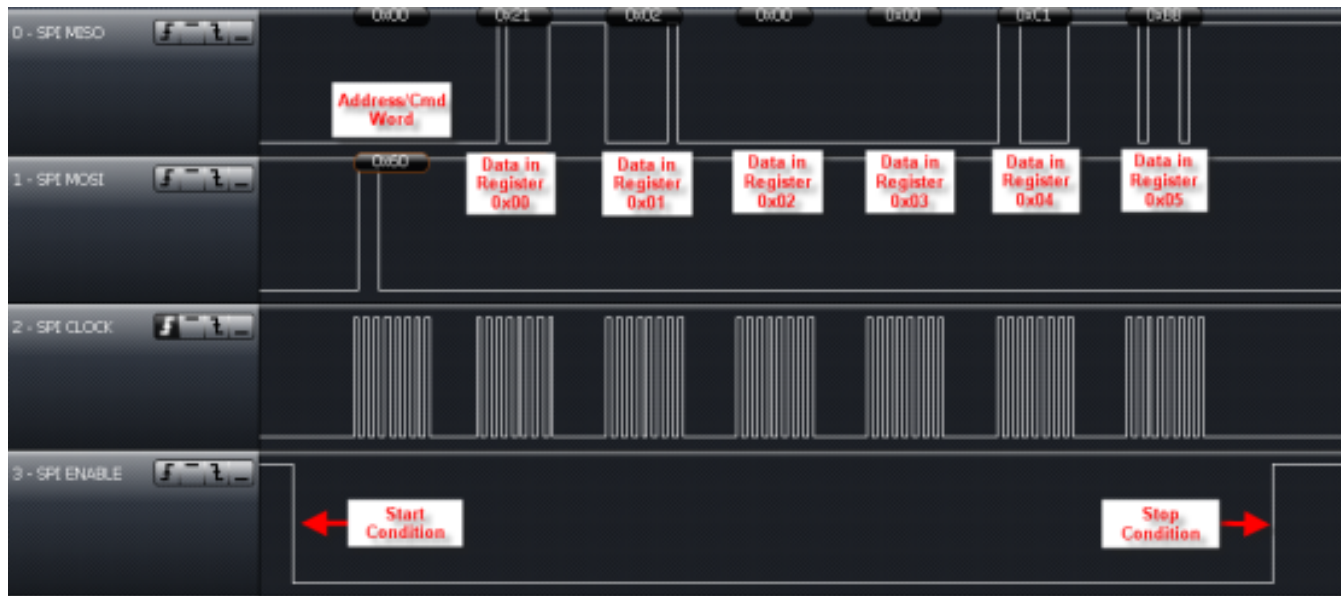 0 - SPI MISO
0x00
0x21
0x02
0x00
0x00
0xC1
0xBB
Address/Cmd
Word
1 - SPI MOSI
0x60
Data in
Register
0x00
Data in
Register
0x01
Data in
Register
0x02
Data in
Register
0x03
Data in
Register
0x04
Data in
Register
0x05
2 - SPI CLOCK
3 - SPI ENABLE
Start
Condition
Stop
Condition